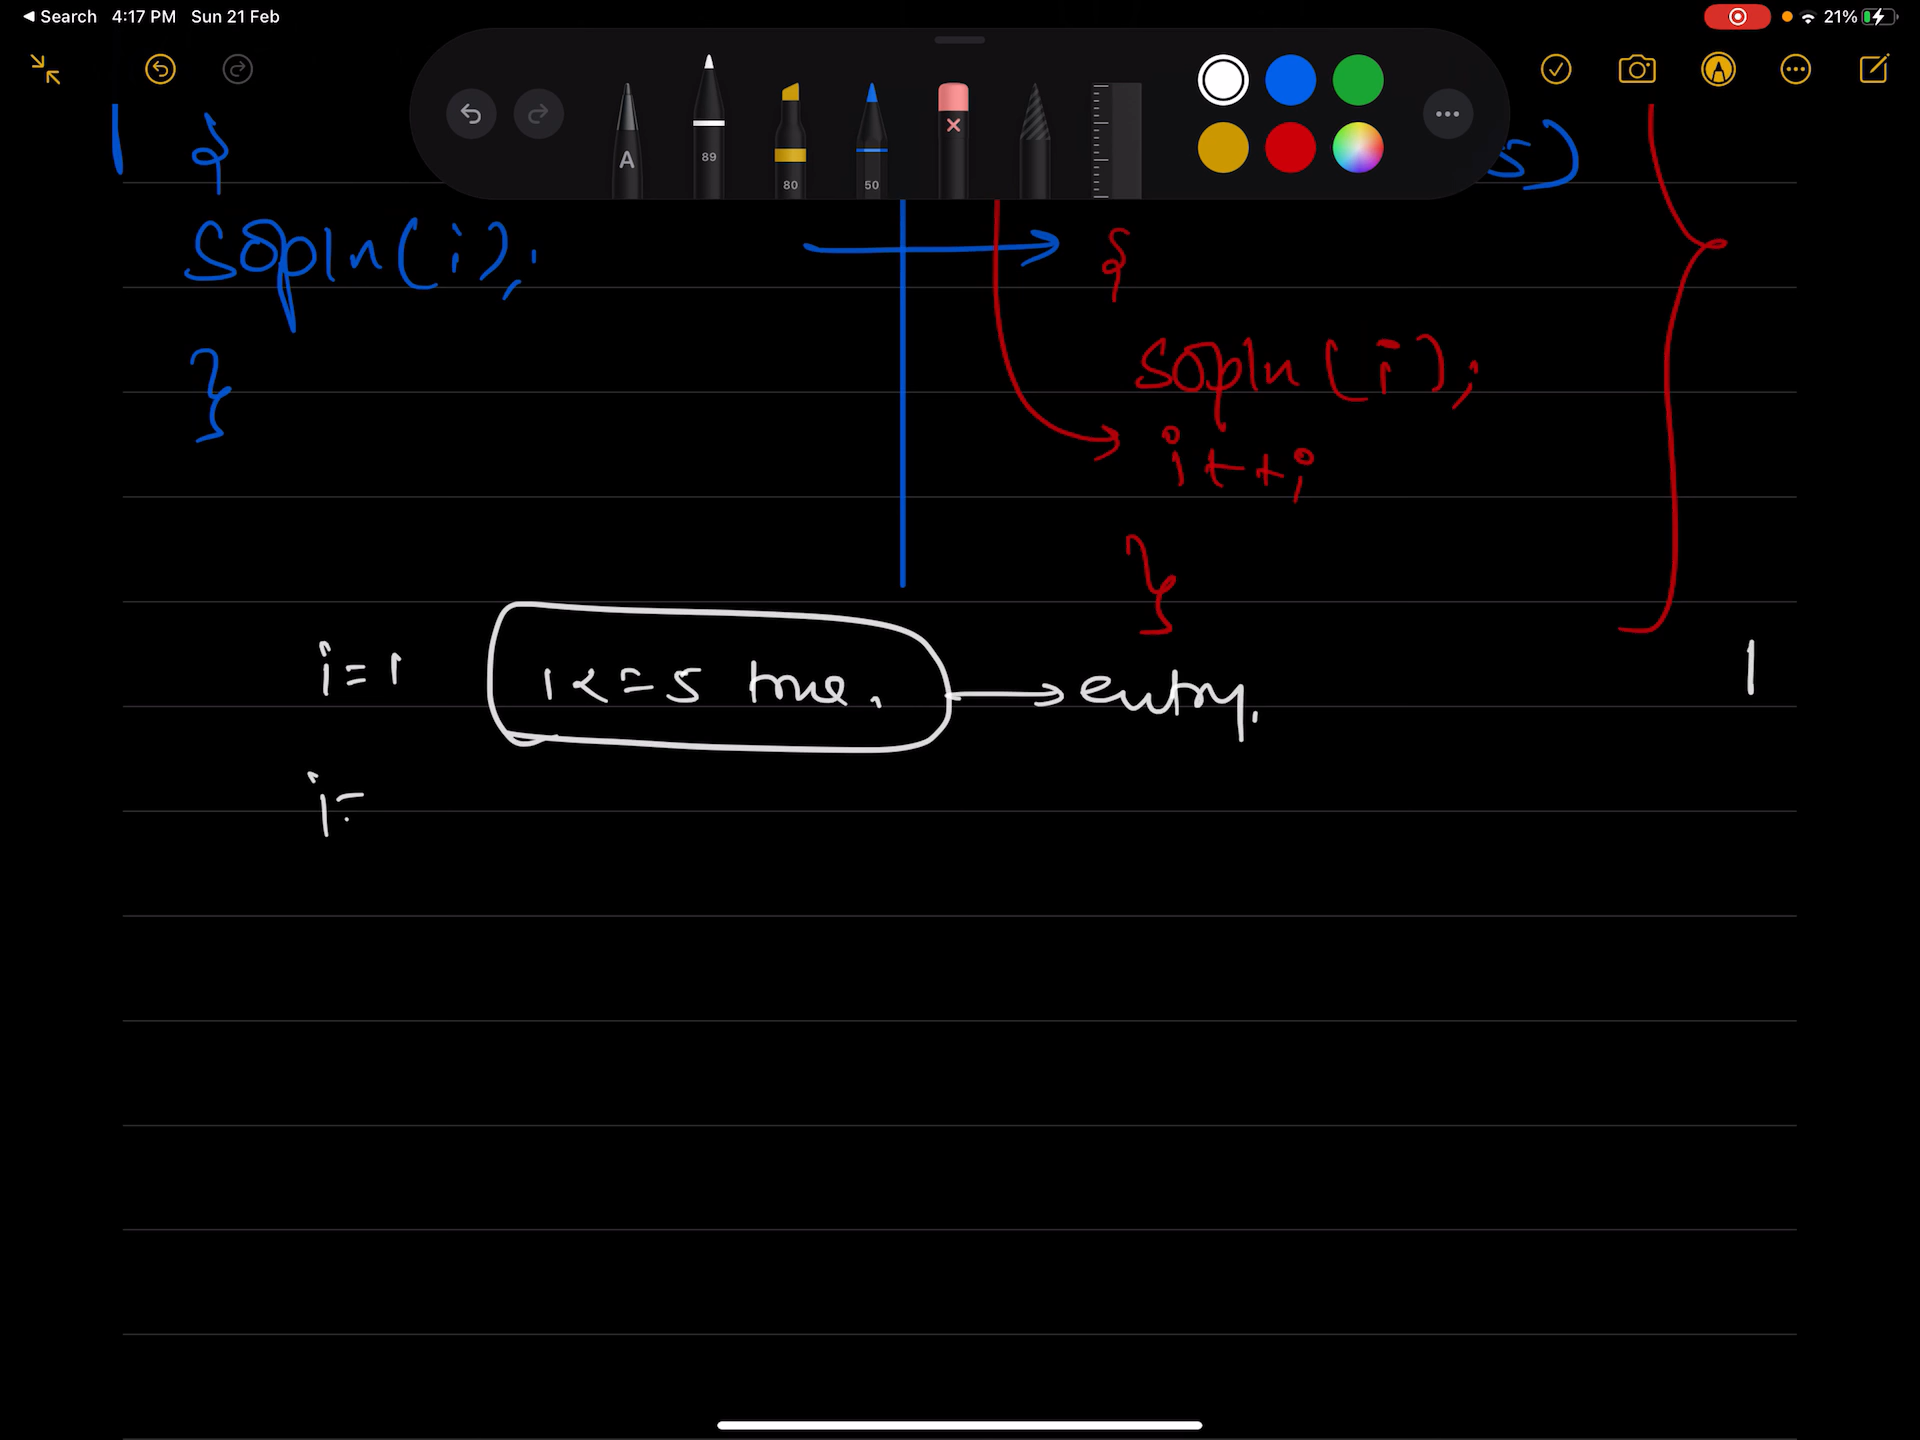 Search 4:17 PM Sun 21 Feb
21%
A 89 80 50
{
5)
Sopln(i);
{
}
Sopln(i);
i++;
}
i=1 1<=5 true. → entry. 1
i=